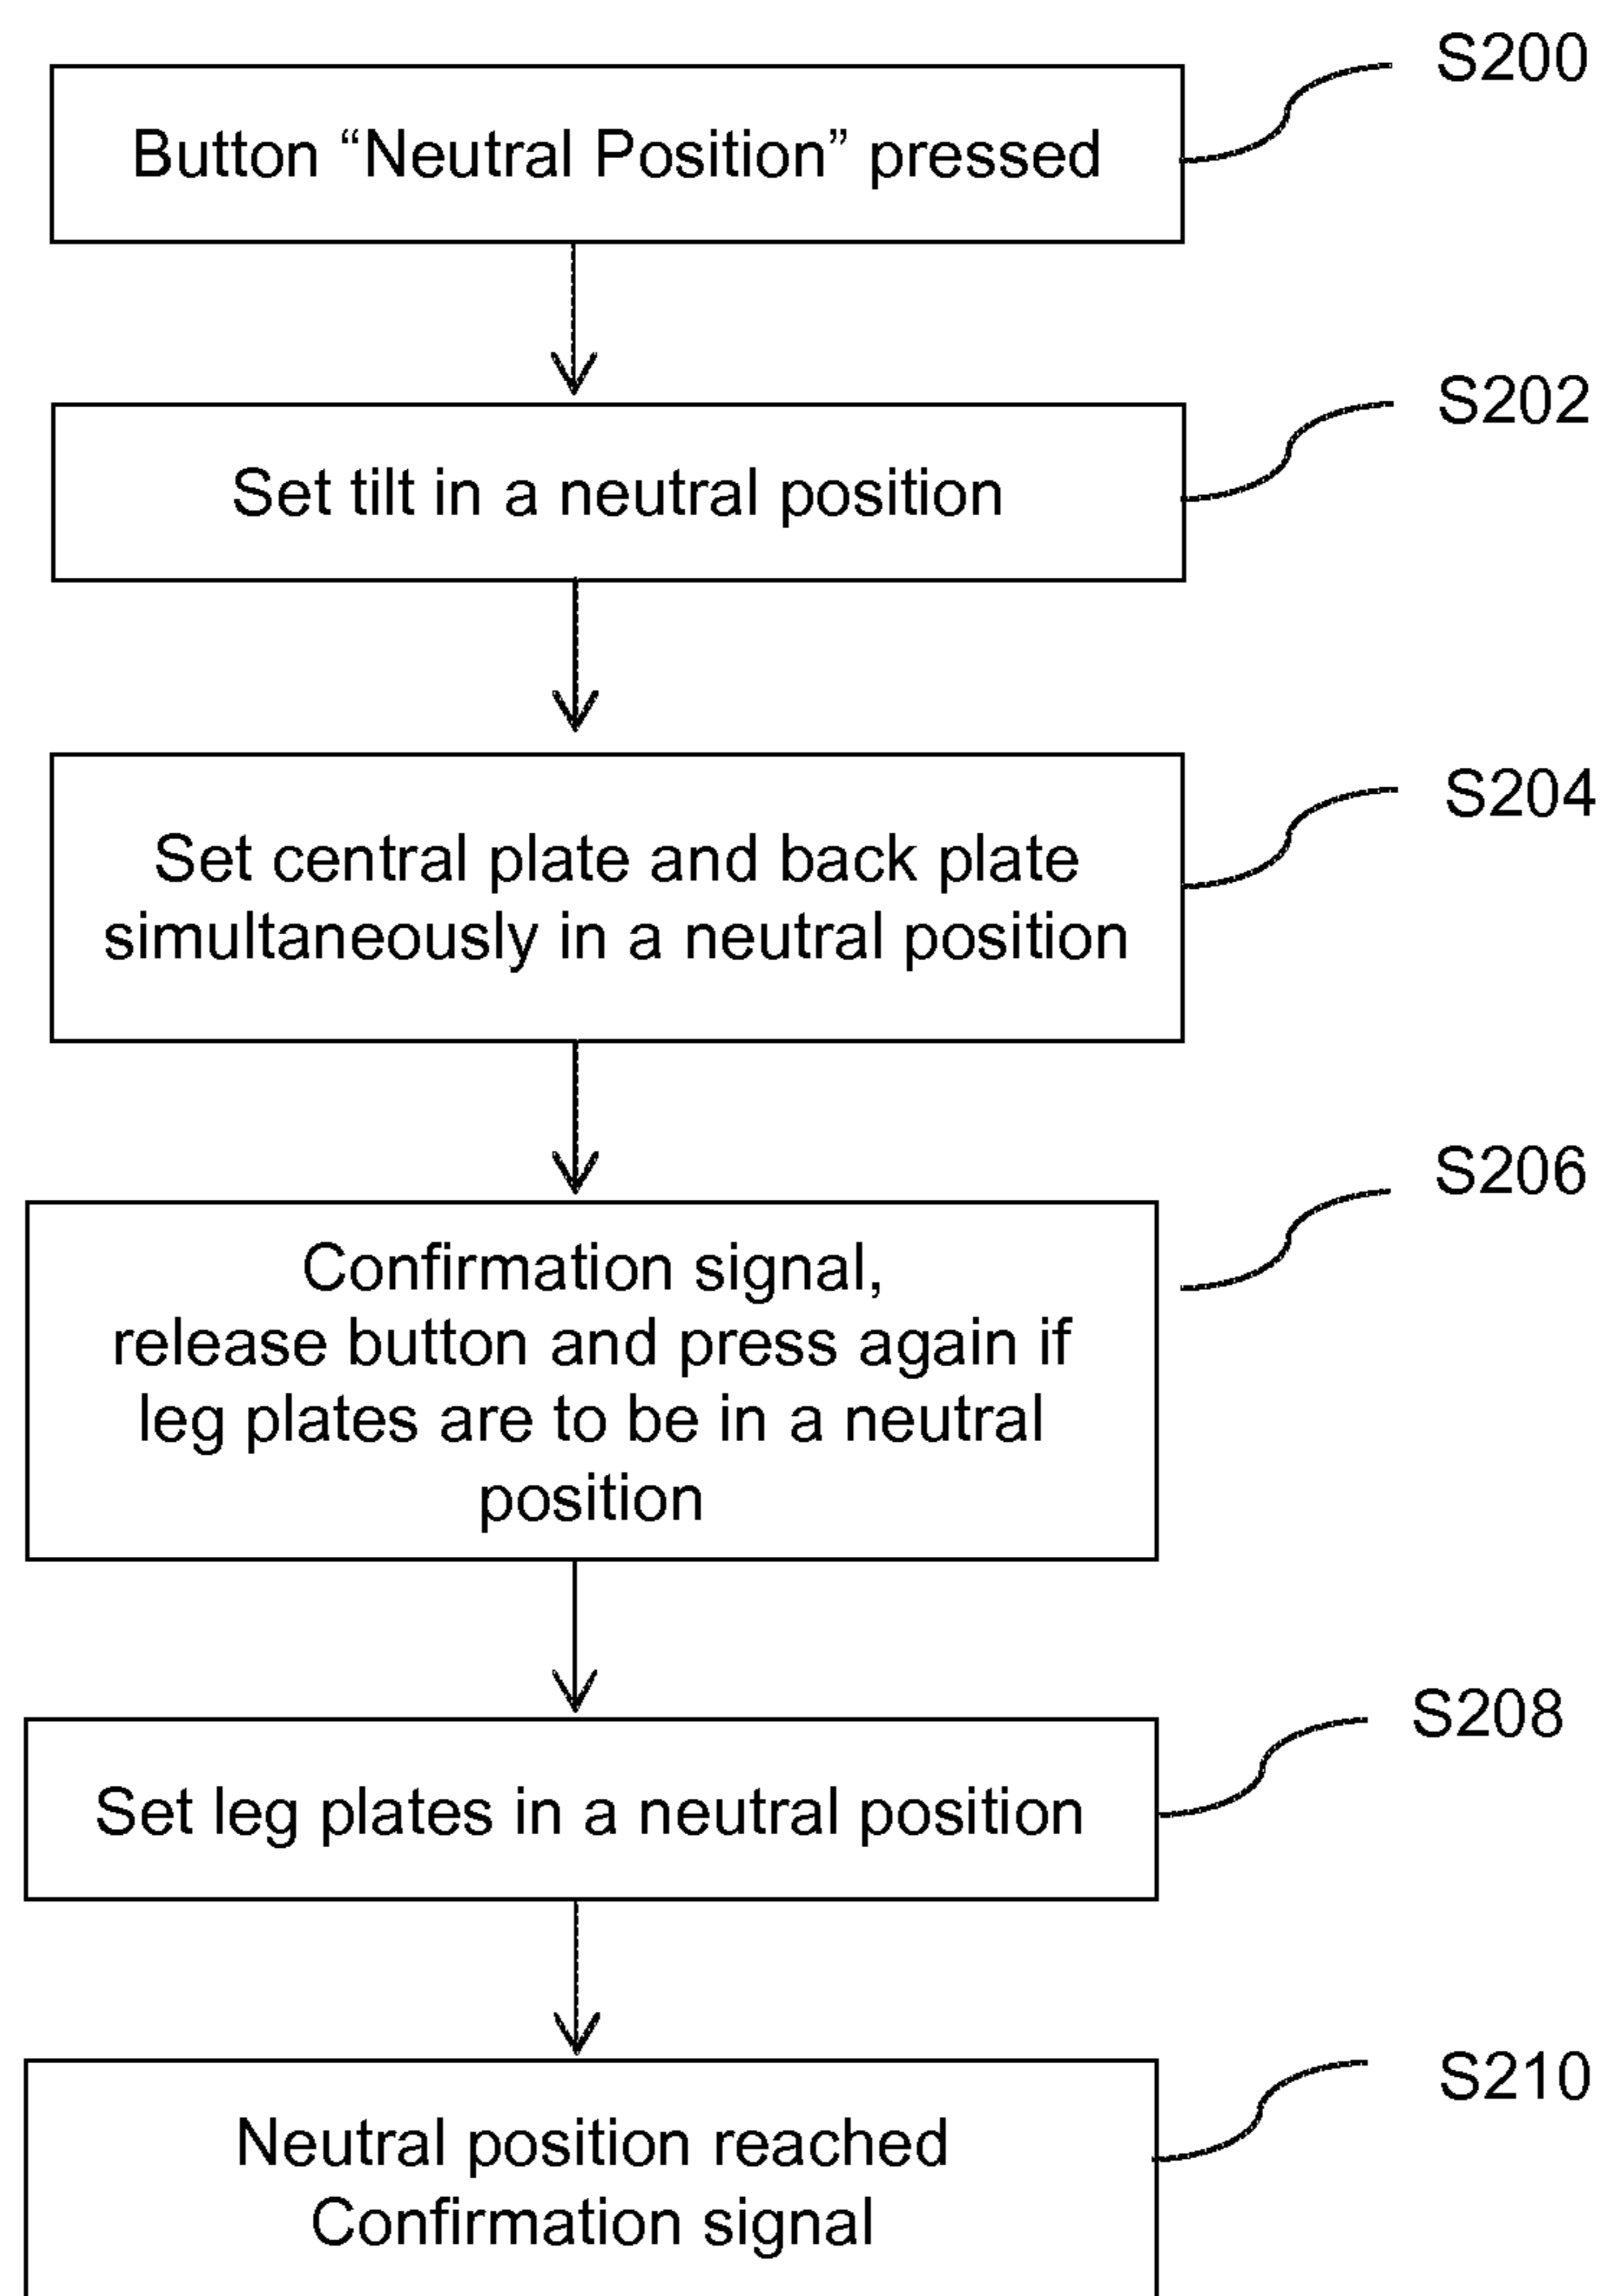 S200
Button “Neutral Position” pressed
S202
Set tilt in a neutral position
S204
Set central plate and back plate
simultaneously in a neutral position
S206
Confirmation signal,
release button and press again if
leg plates are to be in a neutral
position
S208
Set leg plates in a neutral position
S210
Neutral position reached
Confirmation signal